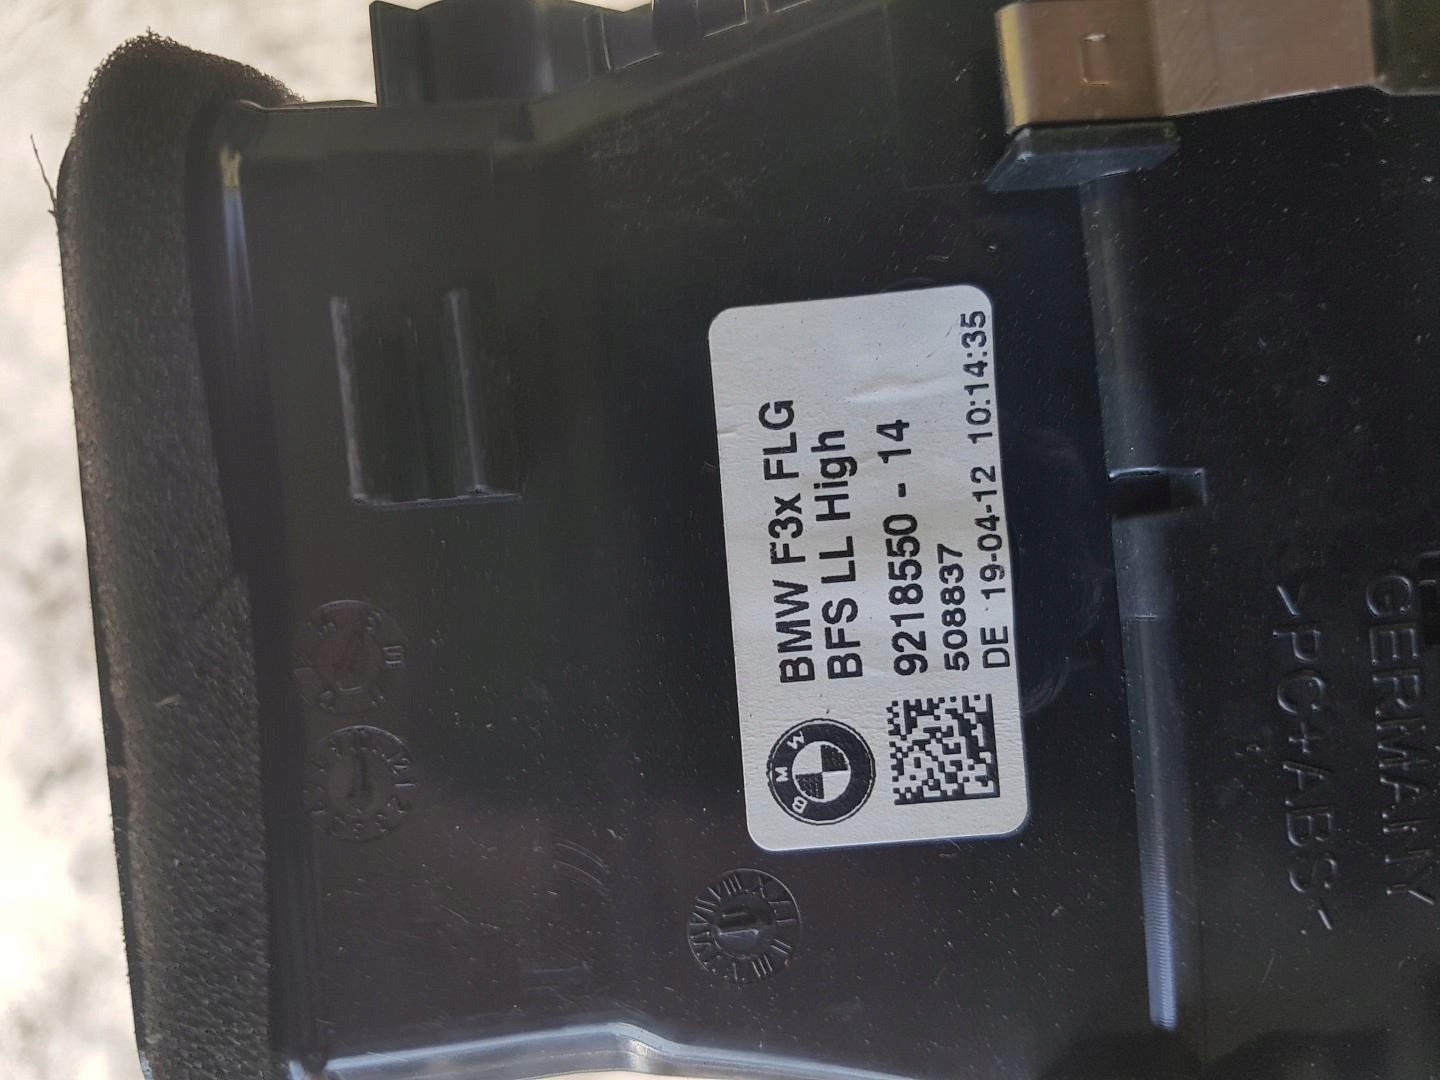 BMW F3x FLG
BFS LL High
9218550 - 14
508837
DE 19-04-12 10:14:35
B M W
>PC+ABS<
GERMANY